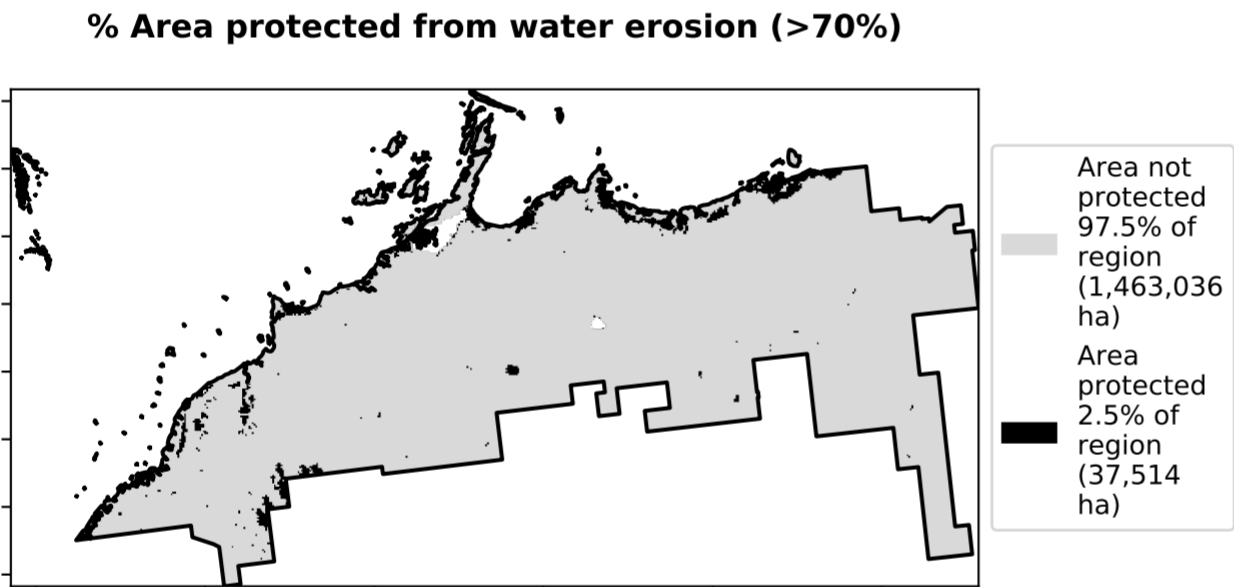 % Area protected from water erosion (>70%)
Area not
protected
97.5% of
region
(1,463,036
ha)
Area
protected
2.5% of
region
(37,514
ha)